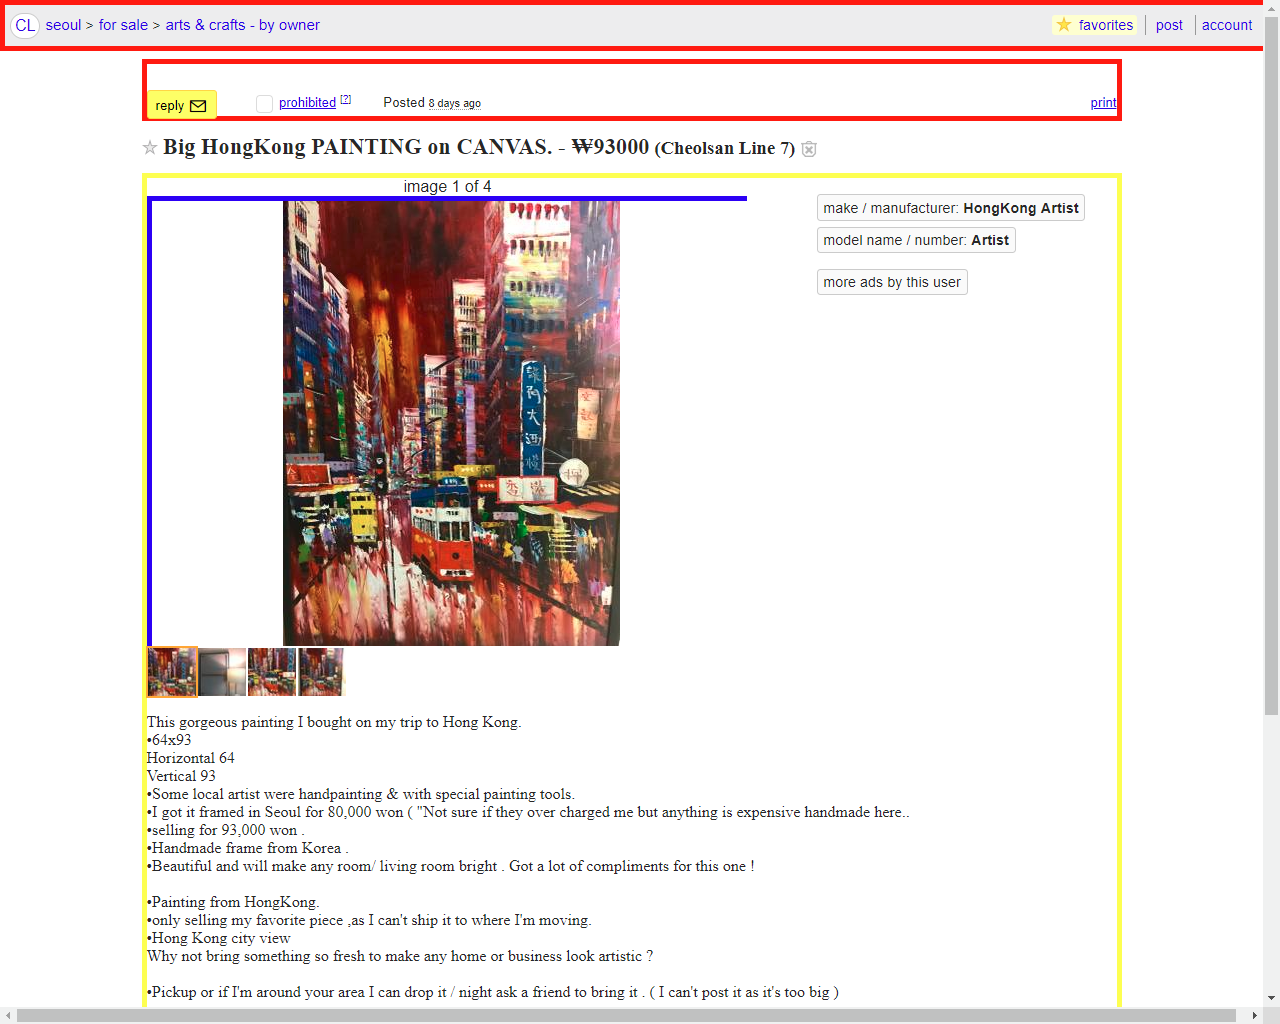 CL seoul > for sale > arts & crafts - by owner
favorites post account
reply prohibited [?] Posted 8 days ago print
Big HongKong PAINTING on CANVAS. - ₩93000 (Cheolsan Line 7)
image 1 of 4
make / manufacturer: HongKong Artist
model name / number: Artist
more ads by this user
This gorgeous painting I bought on my trip to Hong Kong.
•64x93
Horizontal 64
Vertical 93
•Some local artist were handpainting & with special painting tools.
•I got it framed in Seoul for 80,000 won ( "Not sure if they over charged me but anything is expensive handmade here..
•selling for 93,000 won .
•Handmade frame from Korea .
•Beautiful and will make any room/ living room bright . Got a lot of compliments for this one !
•Painting from HongKong.
•only selling my favorite piece ,as I can't ship it to where I'm moving.
•Hong Kong city view
Why not bring something so fresh to make any home or business look artistic ?
•Pickup or if I'm around your area I can drop it / night ask a friend to bring it . ( I can't post it as it's too big )